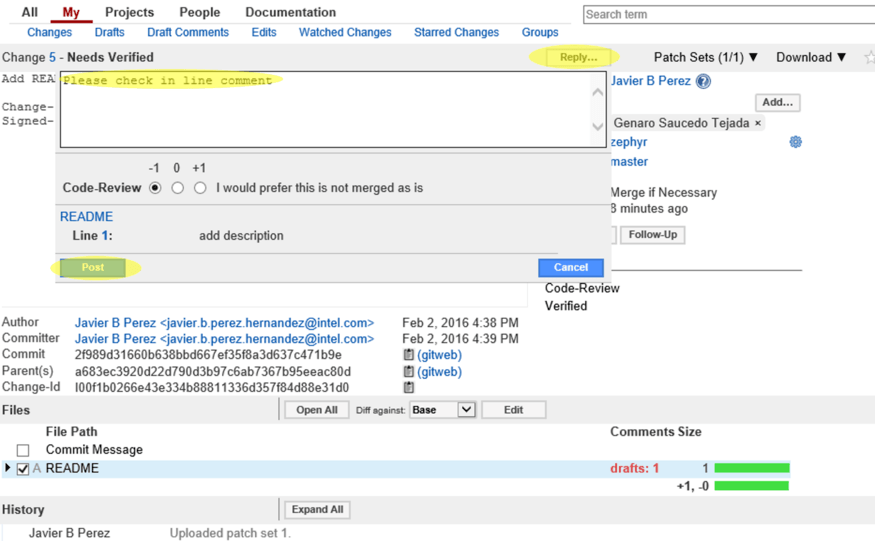 All My Projects People Documentation Search term
Changes Drafts Draft Comments Edits Watched Changes Starred Changes Groups
Change 5 - Needs Verified Reply... Patch Sets (1/1) ▼ Download ▼
Add REA Please check in line comment Javier B Perez
Add...
Change-
Signed- Genaro Saucedo Tejada ×
zephyr
master
-1 0 +1
Code-Review I would prefer this is not merged as is
Merge if Necessary
8 minutes ago
README
Line 1: add description Follow-Up
Post Cancel
Code-Review
Verified
Author Javier B Perez <javier.b.perez.hernandez@intel.com> Feb 2, 2016 4:38 PM
Committer Javier B Perez <javier.b.perez.hernandez@intel.com> Feb 2, 2016 4:39 PM
Commit 2f989d31660b638bbd667ef35f8a3d637c471b9e (gitweb)
Parent(s) a683ec3920d22d790d3b97c6ab7367b95eeac80d (gitweb)
Change-Id I00f1b0266e43e334b88811336d357f84d88e31d0
Files Open All Diff against: Base Edit
File Path Comments Size
Commit Message
A README drafts: 1 1
+1, -0
History Expand All
Javier B Perez Uploaded patch set 1.